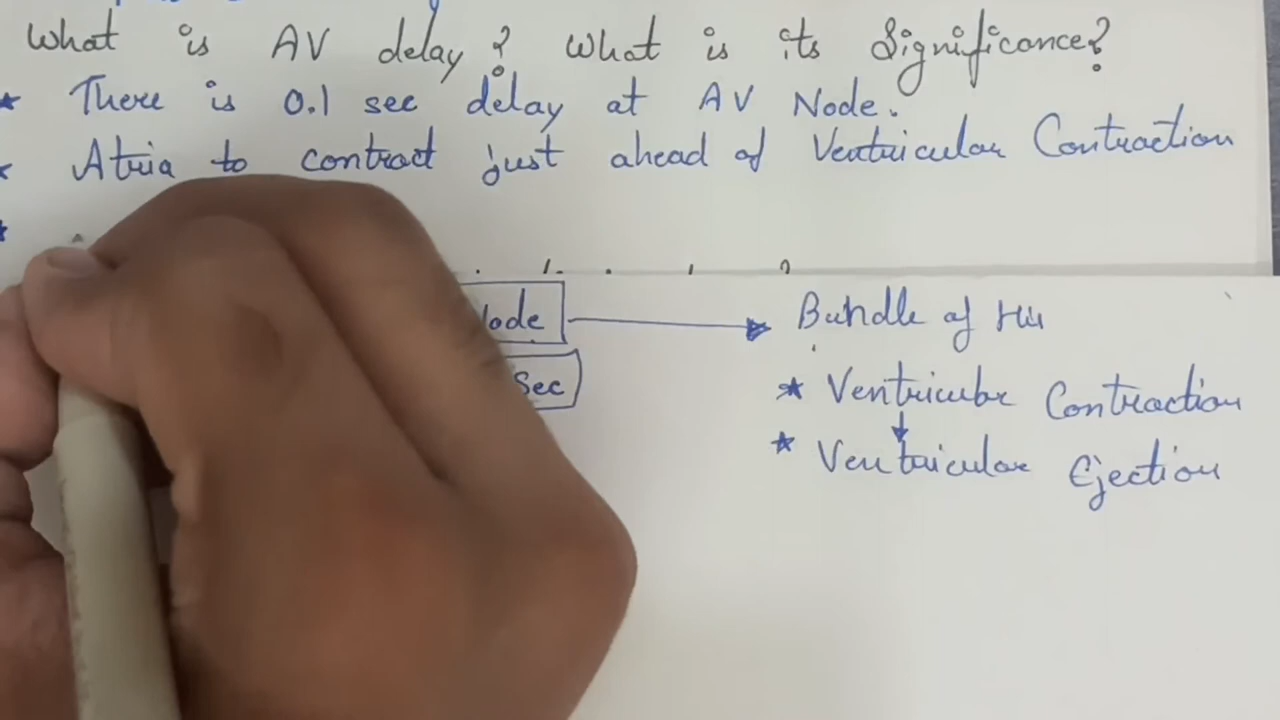 What is AV delay? What is its Significance?
* There is 0.1 sec delay at AV Node.
* Atria to contract just ahead of Ventricular Contraction
*
Node → Bundle of His
Sec
* Ventricular Contraction
* Ventricular Ejection